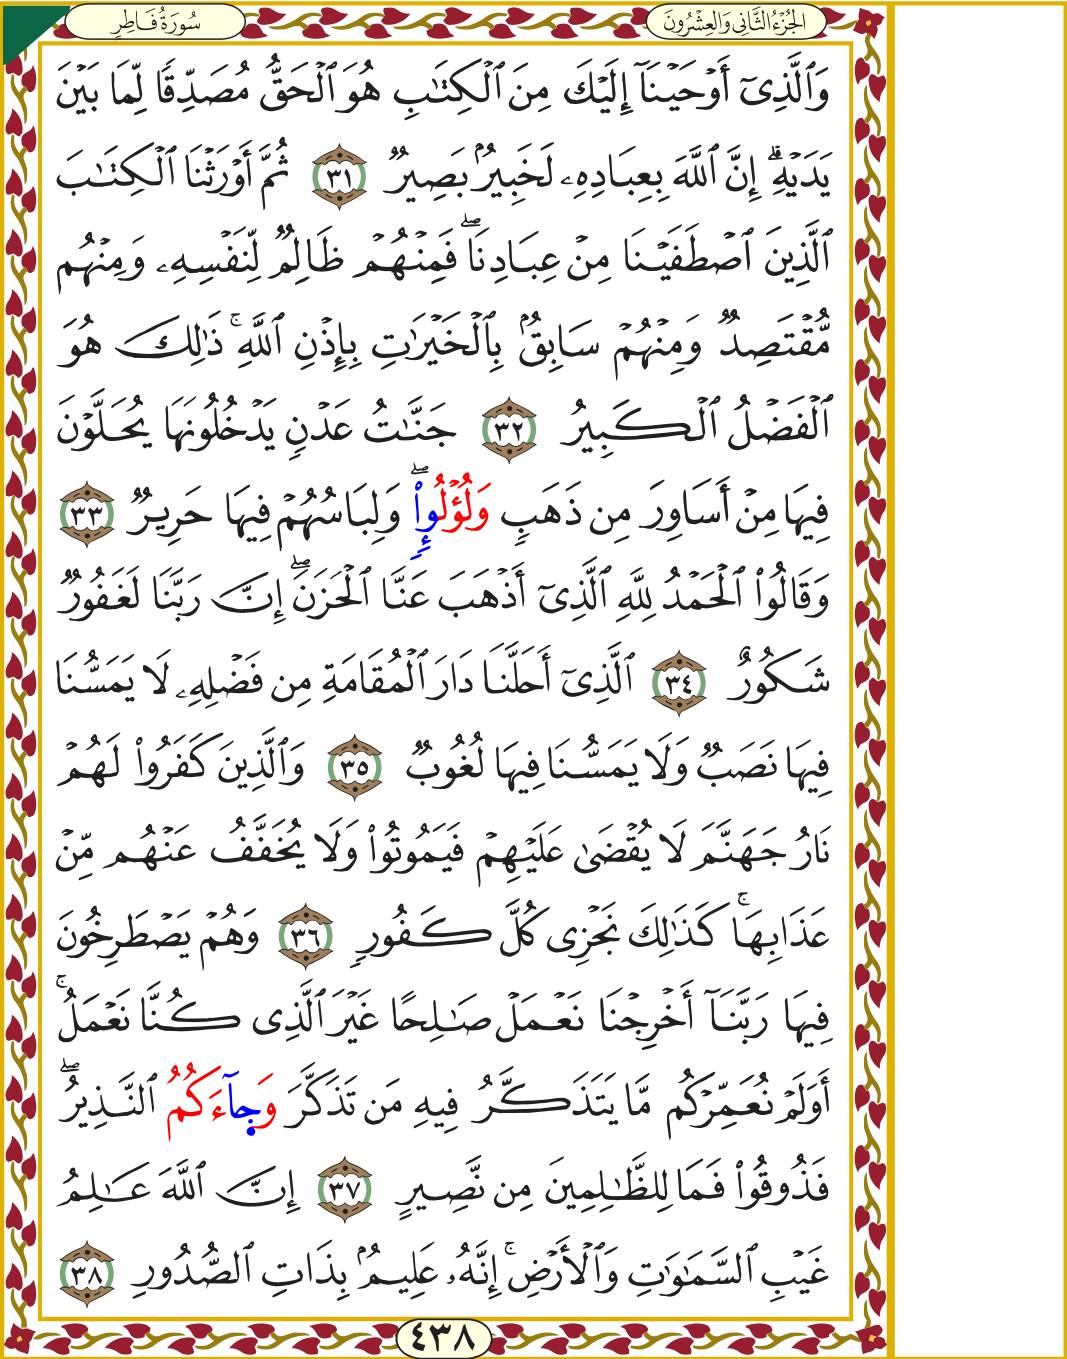 الجُزْءُ الثَّانِي وَالعِشْرُونَ
سُورَةُ فَاطِرٍ
وَٱلَّذِىٓ أَوۡحَيۡنَآ إِلَيۡكَ مِنَ ٱلۡكِتَٰبِ هُوَ ٱلۡحَقُّ مُصَدِّقٗا لِّمَا بَيۡنَ
يَدَيۡهِۗ إِنَّ ٱللَّهَ بِعِبَادِهِۦ لَخَبِيرُۢ بَصِيرٞ ٣١ ثُمَّ أَوۡرَثۡنَا ٱلۡكِتَٰبَ
ٱلَّذِينَ ٱصۡطَفَيۡنَا مِنۡ عِبَادِنَاۖ فَمِنۡهُمۡ ظَالِمٞ لِّنَفۡسِهِۦ وَمِنۡهُم
مُّقۡتَصِدٞ وَمِنۡهُمۡ سَابِقُۢ بِٱلۡخَيۡرَٰتِ بِإِذۡنِ ٱللَّهِۚ ذَٰلِكَ هُوَ
ٱلۡفَضۡلُ ٱلۡكَبِيرُ ٣٢ جَنَّٰتُ عَدۡنٖ يَدۡخُلُونَهَا يُحَلَّوۡنَ
فِيهَا مِنۡ أَسَاوِرَ مِن ذَهَبٖ وَلُؤۡلُوإٖاْۖ وَلِبَاسُهُمۡ فِيهَا حَرِيرٞ ٣٣
وَقَالُواْ ٱلۡحَمۡدُ لِلَّهِ ٱلَّذِىٓ أَذۡهَبَ عَنَّا ٱلۡحَزَنَۖ إِنَّ رَبَّنَا لَغَفُورٞ
شَكُورٌ ٣٤ ٱلَّذِىٓ أَحَلَّنَا دَارَ ٱلۡمُقَامَةِ مِن فَضۡلِهِۦ لَا يَمَسُّنَا
فِيهَا نَصَبٞ وَلَا يَمَسُّنَا فِيهَا لُغُوبٞ ٣٥ وَٱلَّذِينَ كَفَرُواْ لَهُمۡ
نَارُ جَهَنَّمَ لَا يُقۡضَىٰ عَلَيۡهِمۡ فَيَمُوتُواْ وَلَا يُخَفَّفُ عَنۡهُم مِّنۡ
عَذَابِهَاۚ كَذَٰلِكَ نَجۡزِى كُلَّ كَفُورٖ ٣٦ وَهُمۡ يَصۡطَرِخُونَ
فِيهَا رَبَّنَآ أَخۡرِجۡنَا نَعۡمَلۡ صَٰلِحًا غَيۡرَ ٱلَّذِى كُنَّا نَعۡمَلُۚ
أَوَلَمۡ نُعَمِّرۡكُم مَّا يَتَذَكَّرُ فِيهِ مَن تَذَكَّرَ وَجآءَكُمُ ٱلنَّذِيرُۖ
فَذُوقُواْ فَمَا لِلظَّٰلِمِينَ مِن نَّصِيرٍ ٣٧ إِنَّ ٱللَّهَ عَٰلِمُ
غَيۡبِ ٱلسَّمَٰوَٰتِ وَٱلۡأَرۡضِۚ إِنَّهُۥ عَلِيمُۢ بِذَاتِ ٱلصُّدُورِ ٣٨
٤٣٨